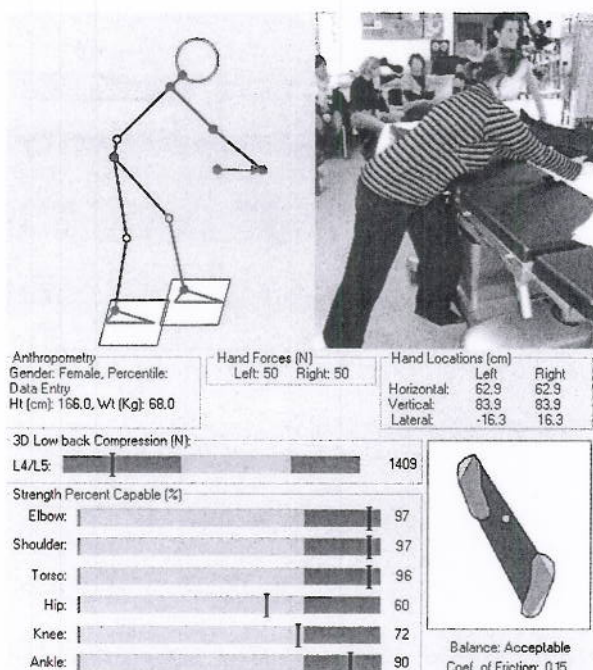 Anthropometry
Gender: Female, Percentile:
Data Entry
Ht (cm): 166.0, Wt (Kg): 68.0
Hand Forces (N)
Left: 50 Right: 50
Hand Locations (cm)
Left Right
Horizontal: 62.9 62.9
Vertical: 83.9 83.9
Lateral: -16.3 16.3
3D Low back Compression (N):
L4/L5: 1409
Strength Percent Capable (%)
Elbow: 97
Shoulder: 97
Torso: 96
Hip: 60
Knee: 72
Ankle: 90
Balance: Acceptable
Coef. of Friction: 0.15